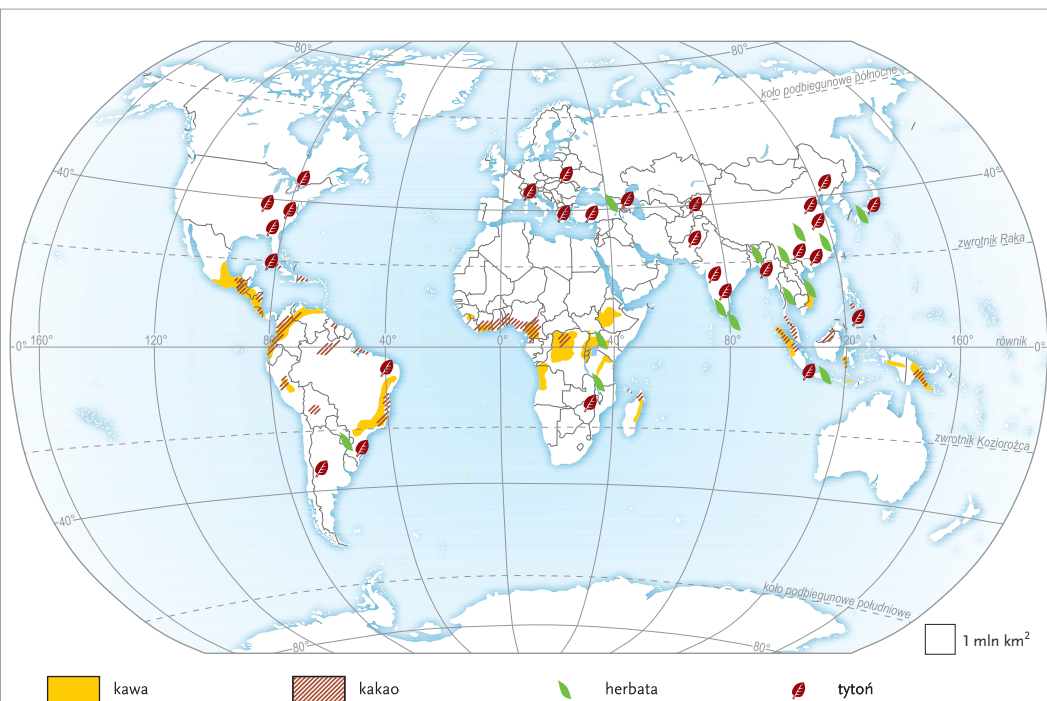 80°
80°
koło podbiegunowe północne
40°
40°
zwrotnik Raka
0°
160°
120°
80°
40°
0°
40°
80°
120°
160°
równik
0°
zwrotnik Koziorożca
40°
40°
koło podbiegunowe południowe
80°
80°
1 mln km²
kawa
kakao
herbata
tytoń